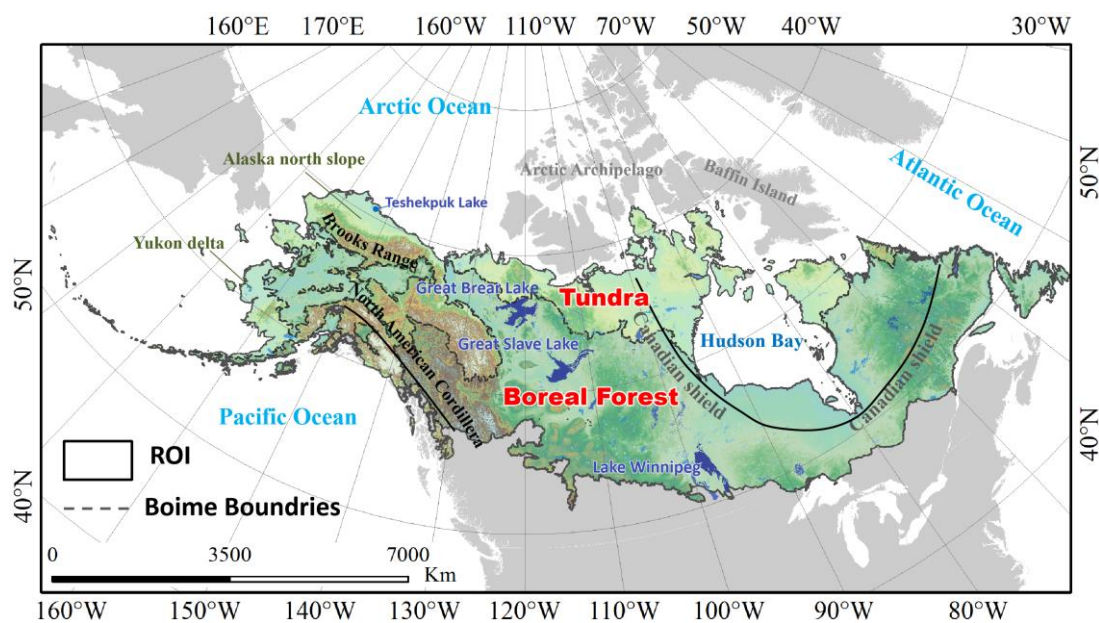 160°E 170°E 160°W 110°W 70°W 40°W 30°W
Arctic Ocean
Atlantic Ocean
50°N
Alaska north slope
Arctic Archipelago
Baffin Island
Teshekpuk Lake
Yukon delta
Brooks Range
50°N
Great Breat Lake
Tundra
North American Cordillera
Great Slave Lake
Canadian shield
Hudson Bay
Canadian shield
Boreal Forest
Pacific Ocean
40°N
ROI
Lake Winnipeg
40°N
Boime Boundries
0 3500 7000
Km
160°W 150°W 140°W 130°W 120°W 110°W 100°W 90°W 80°W